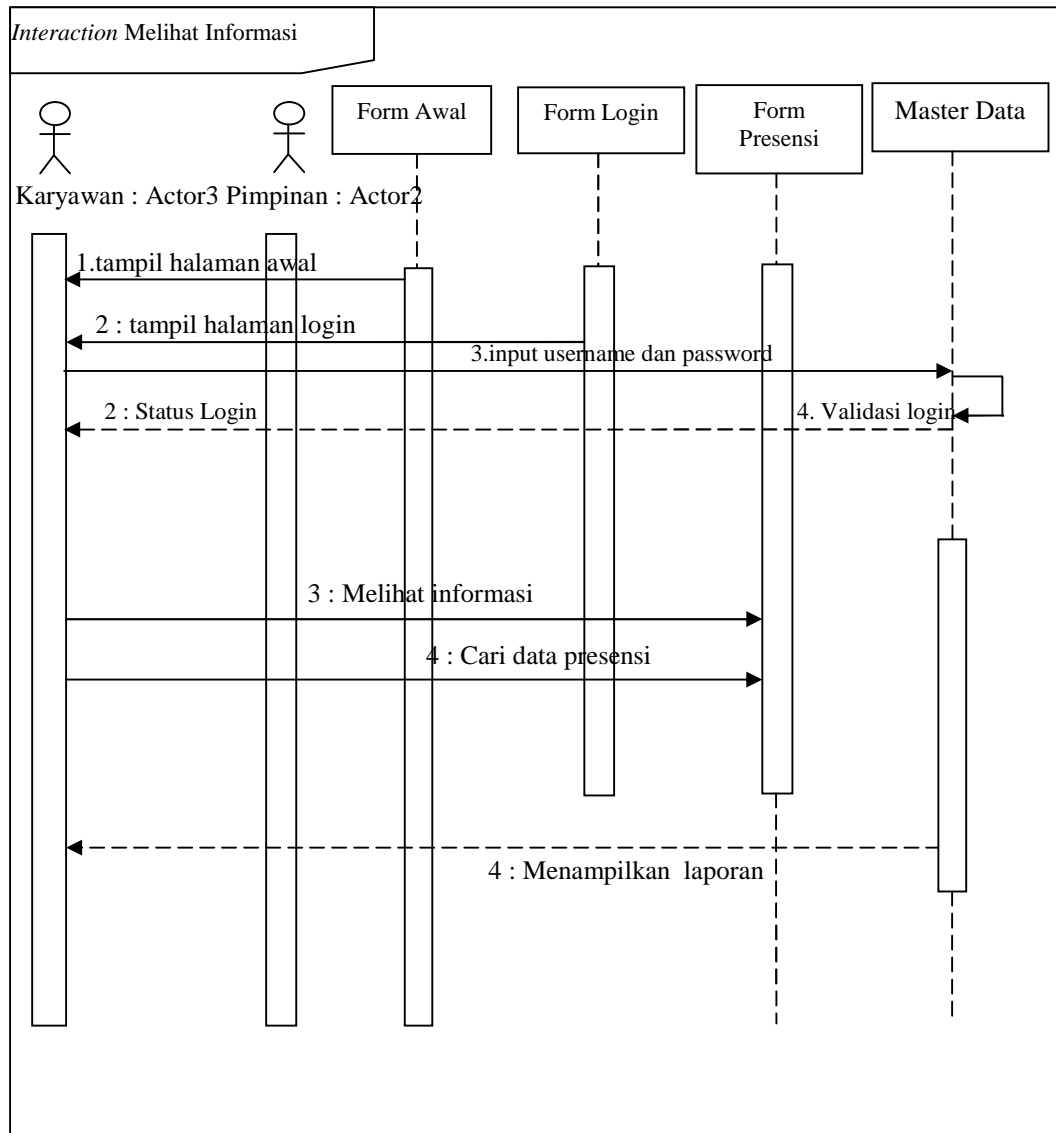 Interaction Melihat Informasi
Form Awal
Form Login
Form
Presensi
Master Data
Karyawan : Actor3 Pimpinan : Actor2
1.tampil halaman awal
2 : tampil halaman login
3.input username dan password
2 : Status Login
4. Validasi login
3 : Melihat informasi
4 : Cari data presensi
4 : Menampilkan laporan